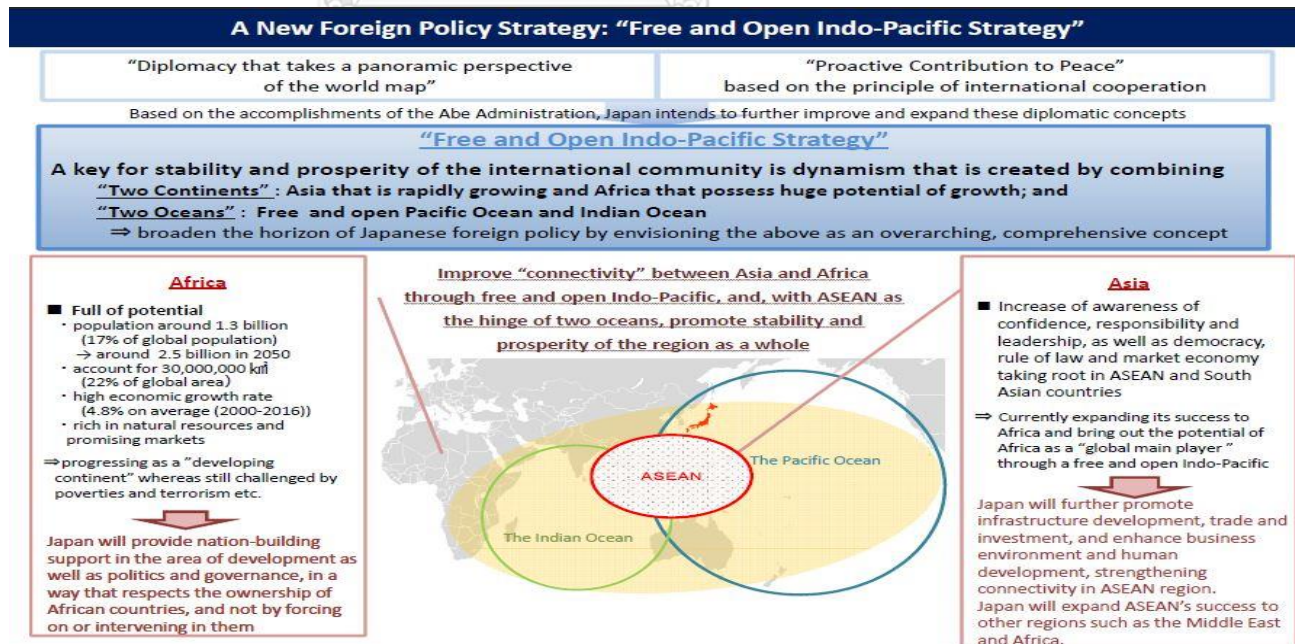 A New Foreign Policy Strategy: “Free and Open Indo-Pacific Strategy”
“Diplomacy that takes a panoramic perspective
of the world map”
“Proactive Contribution to Peace”
based on the principle of international cooperation
Based on the accomplishments of the Abe Administration, Japan intends to further improve and expand these diplomatic concepts
“Free and Open Indo-Pacific Strategy”
A key for stability and prosperity of the international community is dynamism that is created by combining
“Two Continents” : Asia that is rapidly growing and Africa that possess huge potential of growth; and
“Two Oceans” : Free and open Pacific Ocean and Indian Ocean
⇒ broaden the horizon of Japanese foreign policy by envisioning the above as an overarching, comprehensive concept
Africa
■ Full of potential
・population around 1.3 billion
(17% of global population)
→ around 2.5 billion in 2050
・account for 30,000,000 ㎢
(22% of global area)
・high economic growth rate
(4.8% on average (2000-2016))
・rich in natural resources and
promising markets
⇒progressing as a “developing
continent” whereas still challenged by
poverties and terrorism etc.
Japan will provide nation-building
support in the area of development as
well as politics and governance, in a
way that respects the ownership of
African countries, and not by forcing
on or intervening in them
Improve “connectivity” between Asia and Africa
through free and open Indo-Pacific, and, with ASEAN as
the hinge of two oceans, promote stability and
prosperity of the region as a whole
The Pacific Ocean
ASEAN
The Indian Ocean
Asia
■ Increase of awareness of
confidence, responsibility and
leadership, as well as democracy,
rule of law and market economy
taking root in ASEAN and South
Asian countries
⇒ Currently expanding its success to
Africa and bring out the potential of
Africa as a “global main player ”
through a free and open Indo-Pacific
Japan will further promote
infrastructure development, trade and
investment, and enhance business
environment and human
development, strengthening
connectivity in ASEAN region.
Japan will expand ASEAN’s success to
other regions such as the Middle East
and Africa.